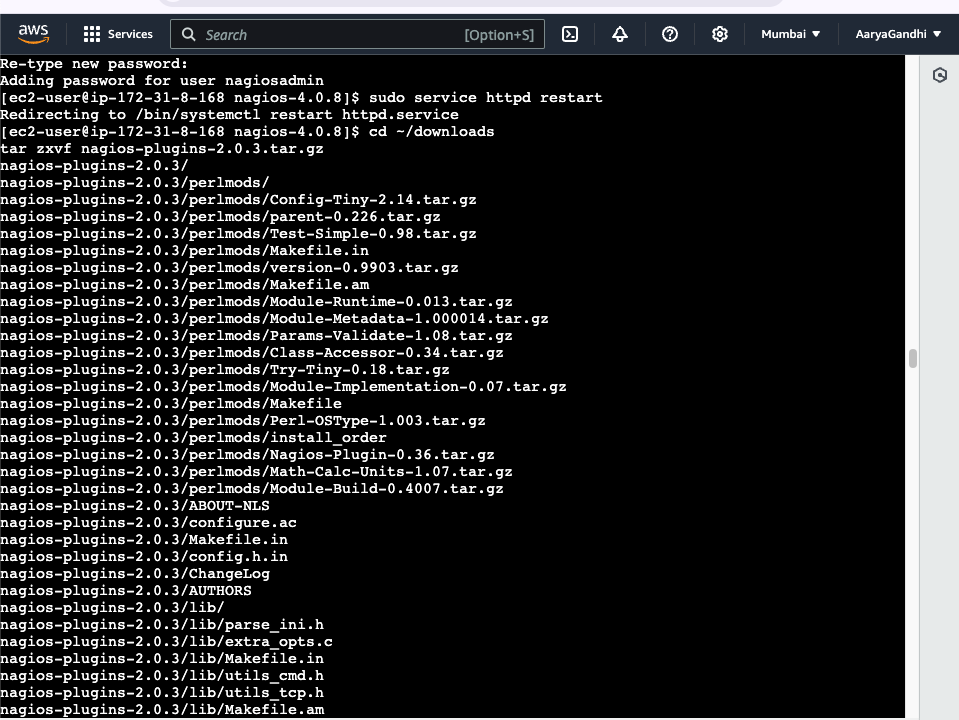 aws
Services
Search
[Option+S]
Mumbai ▼
AaryaGandhi ▼
Re-type new password:
Adding password for user nagiosadmin
[ec2-user@ip-172-31-8-168 nagios-4.0.8]$ sudo service httpd restart
Redirecting to /bin/systemctl restart httpd.service
[ec2-user@ip-172-31-8-168 nagios-4.0.8]$ cd ~/downloads
tar zxvf nagios-plugins-2.0.3.tar.gz
nagios-plugins-2.0.3/
nagios-plugins-2.0.3/perlmods/
nagios-plugins-2.0.3/perlmods/Config-Tiny-2.14.tar.gz
nagios-plugins-2.0.3/perlmods/parent-0.226.tar.gz
nagios-plugins-2.0.3/perlmods/Test-Simple-0.98.tar.gz
nagios-plugins-2.0.3/perlmods/Makefile.in
nagios-plugins-2.0.3/perlmods/version-0.9903.tar.gz
nagios-plugins-2.0.3/perlmods/Makefile.am
nagios-plugins-2.0.3/perlmods/Module-Runtime-0.013.tar.gz
nagios-plugins-2.0.3/perlmods/Module-Metadata-1.000014.tar.gz
nagios-plugins-2.0.3/perlmods/Params-Validate-1.08.tar.gz
nagios-plugins-2.0.3/perlmods/Class-Accessor-0.34.tar.gz
nagios-plugins-2.0.3/perlmods/Try-Tiny-0.18.tar.gz
nagios-plugins-2.0.3/perlmods/Module-Implementation-0.07.tar.gz
nagios-plugins-2.0.3/perlmods/Makefile
nagios-plugins-2.0.3/perlmods/Perl-OSType-1.003.tar.gz
nagios-plugins-2.0.3/perlmods/install_order
nagios-plugins-2.0.3/perlmods/Nagios-Plugin-0.36.tar.gz
nagios-plugins-2.0.3/perlmods/Math-Calc-Units-1.07.tar.gz
nagios-plugins-2.0.3/perlmods/Module-Build-0.4007.tar.gz
nagios-plugins-2.0.3/ABOUT-NLS
nagios-plugins-2.0.3/configure.ac
nagios-plugins-2.0.3/Makefile.in
nagios-plugins-2.0.3/config.h.in
nagios-plugins-2.0.3/ChangeLog
nagios-plugins-2.0.3/AUTHORS
nagios-plugins-2.0.3/lib/
nagios-plugins-2.0.3/lib/parse_ini.h
nagios-plugins-2.0.3/lib/extra_opts.c
nagios-plugins-2.0.3/lib/Makefile.in
nagios-plugins-2.0.3/lib/utils_cmd.h
nagios-plugins-2.0.3/lib/utils_tcp.h
nagios-plugins-2.0.3/lib/Makefile.am